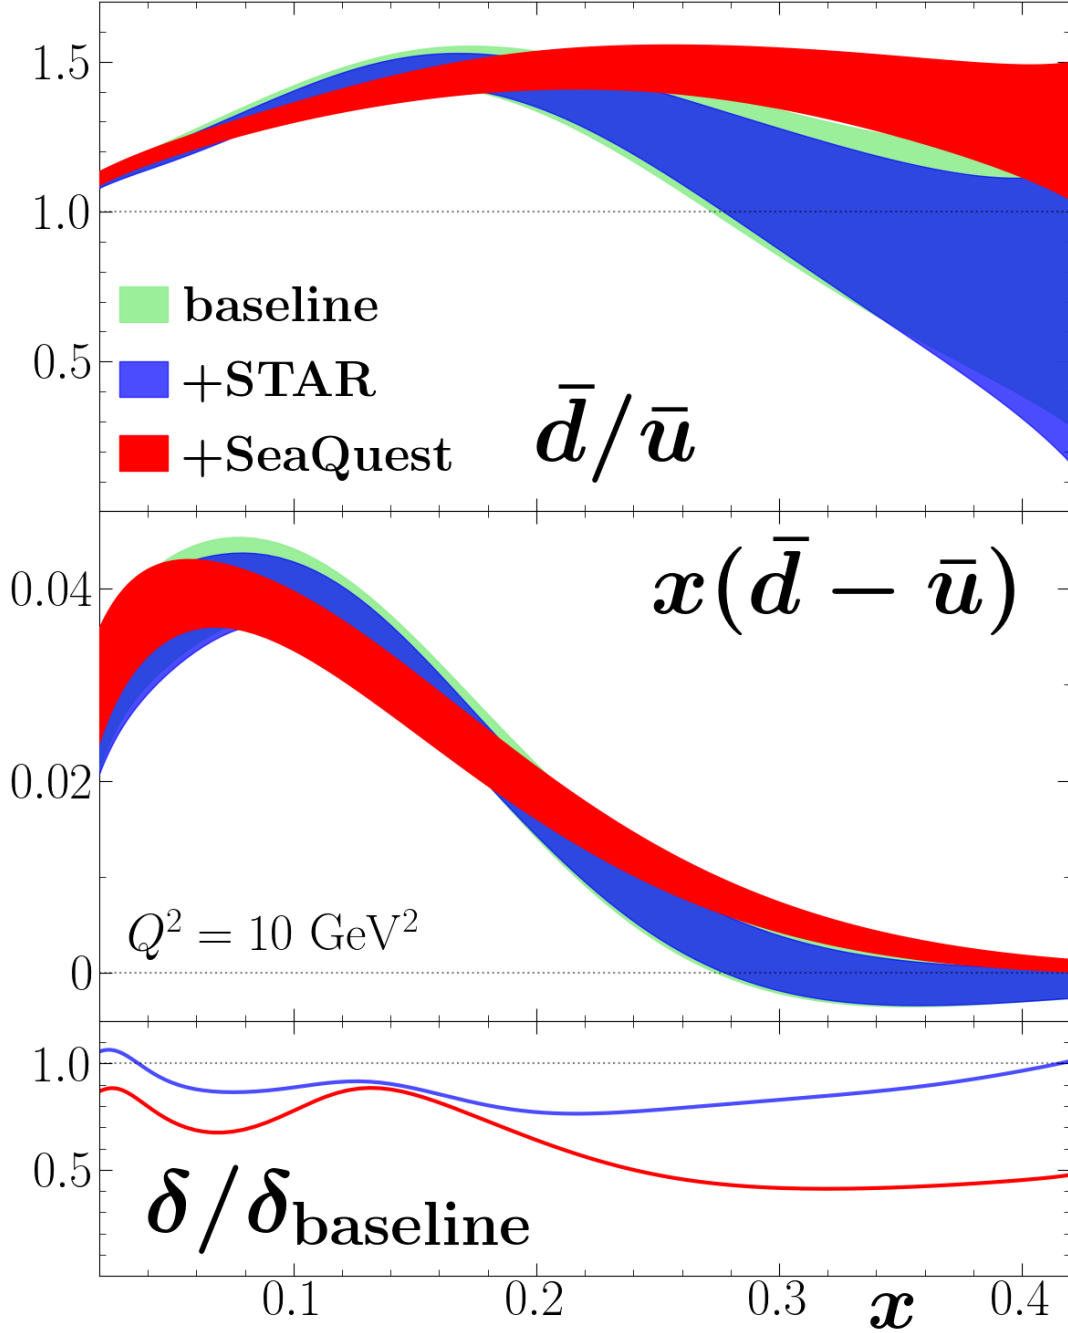 1.5
1.0
0.5
baseline
+STAR
+SeaQuest
d̄/ū
x(d̄ − ū)
0.04
0.02
0
Q² = 10 GeV²
1.0
0.5
δ/δbaseline
0.1 0.2 0.3 x 0.4